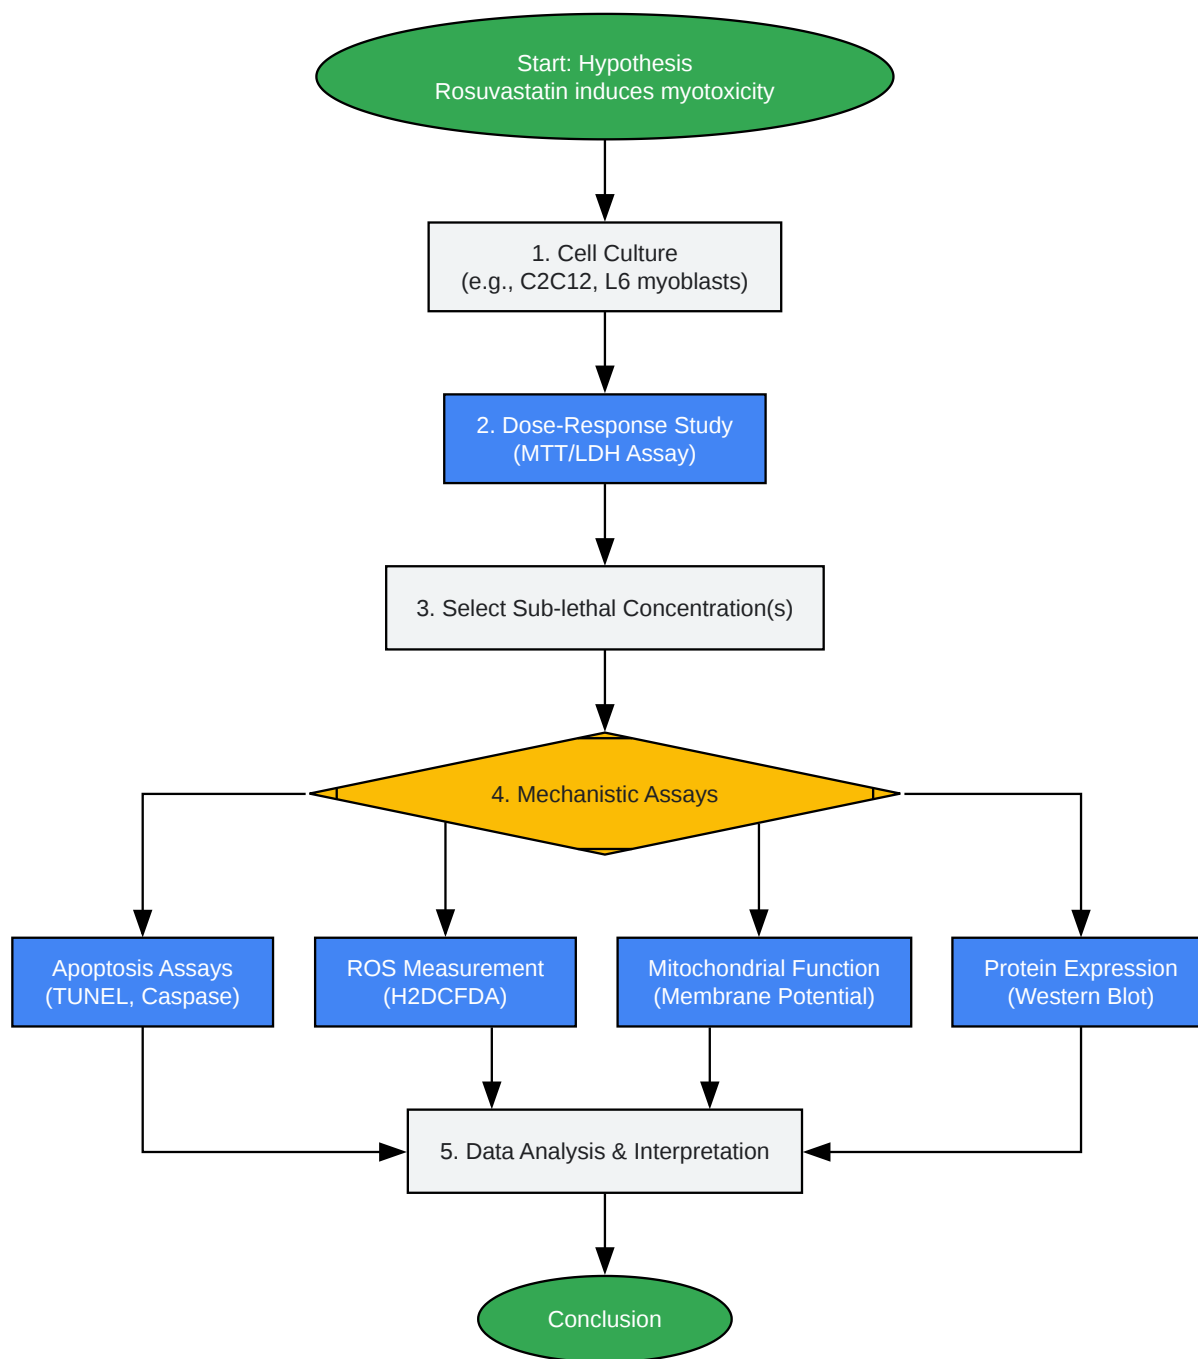 Start: Hypothesis
Rosuvastatin induces myotoxicity
1. Cell Culture
(e.g., C2C12, L6 myoblasts)
2. Dose-Response Study
(MTT/LDH Assay)
3. Select Sub-lethal Concentration(s)
4. Mechanistic Assays
Apoptosis Assays
(TUNEL, Caspase)
ROS Measurement
(H2DCFDA)
Mitochondrial Function
(Membrane Potential)
Protein Expression
(Western Blot)
5. Data Analysis & Interpretation
Conclusion